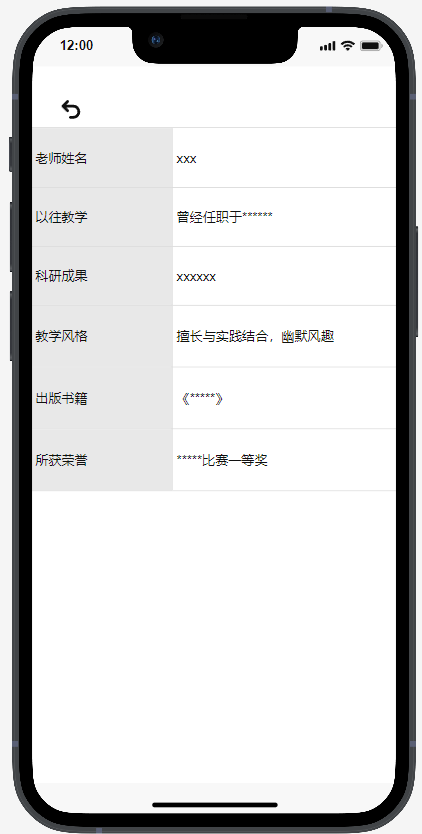 12:00
老师姓名 xxx
以往教学 曾经任职于******
科研成果 xxxxxx
教学风格 擅长与实践结合，幽默风趣
出版书籍 《*****》
所获荣誉 *****比赛一等奖